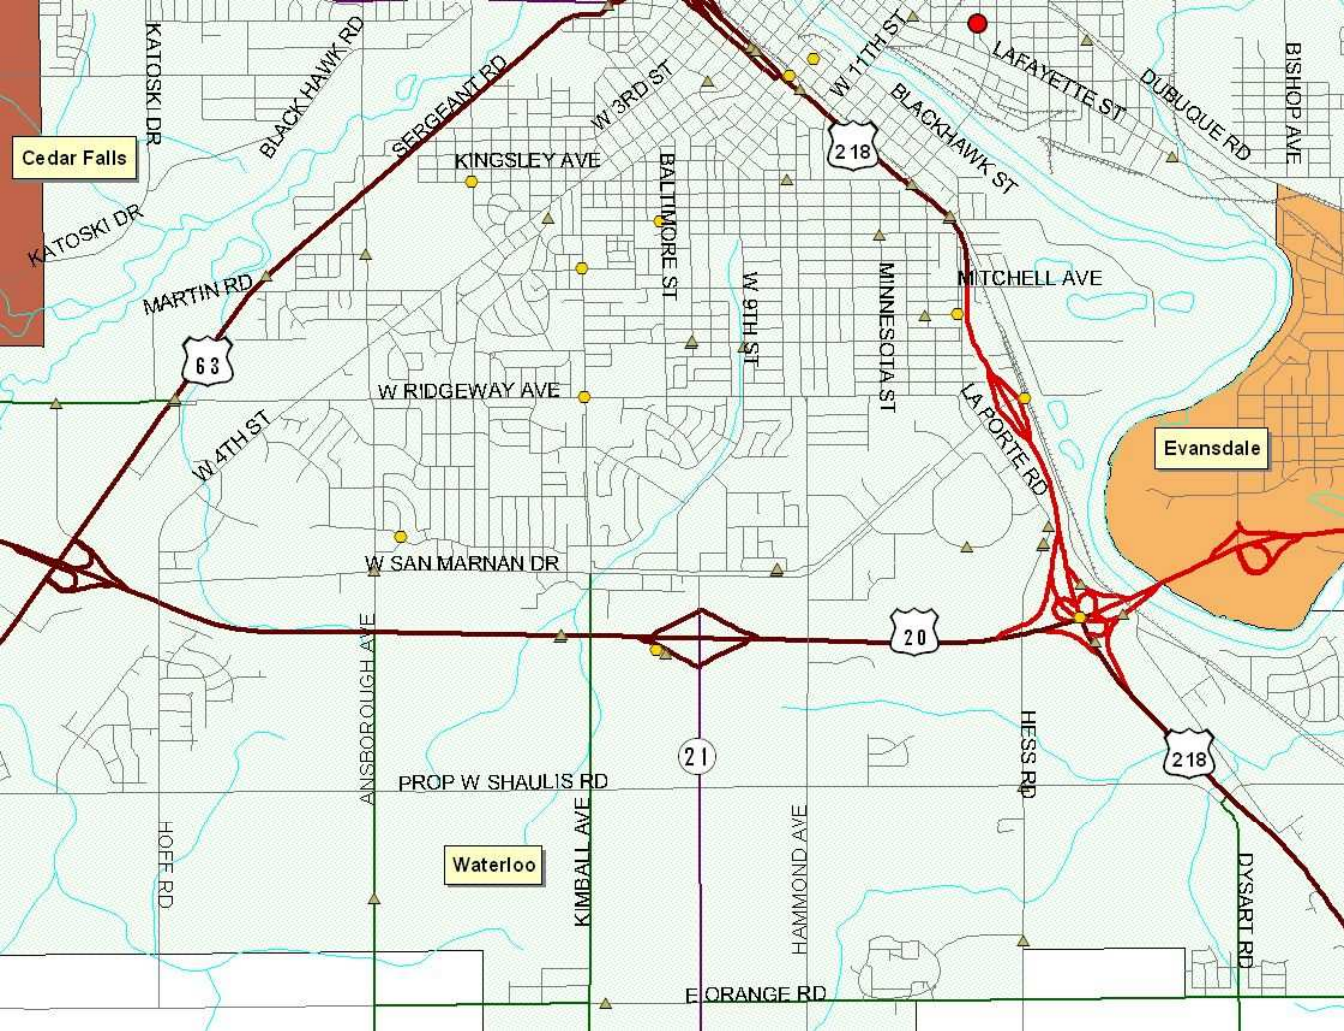 KATOSKI DR
BLACK HAWK RD
SERGEANT RD
W 3RD ST
W 11TH ST
LAFAYETTE ST
DUBUQUE RD
BISHOP AVE
BLACKHAWK ST
218
Cedar Falls
KINGSLEY AVE
BALTIMORE ST
KATOSKI DR
MARTIN RD
W 9TH ST
MINNESOTA ST
MITCHELL AVE
63
W RIDGEWAY AVE
W 4TH ST
LA PORTE RD
Evansdale
W SAN MARNAN DR
20
ANSBOROUGH AVE
HESS RD
21
218
PROP W SHAULIS RD
HOFF RD
Waterloo
KIMBALL AVE
HAMMOND AVE
DYSART RD
E ORANGE RD